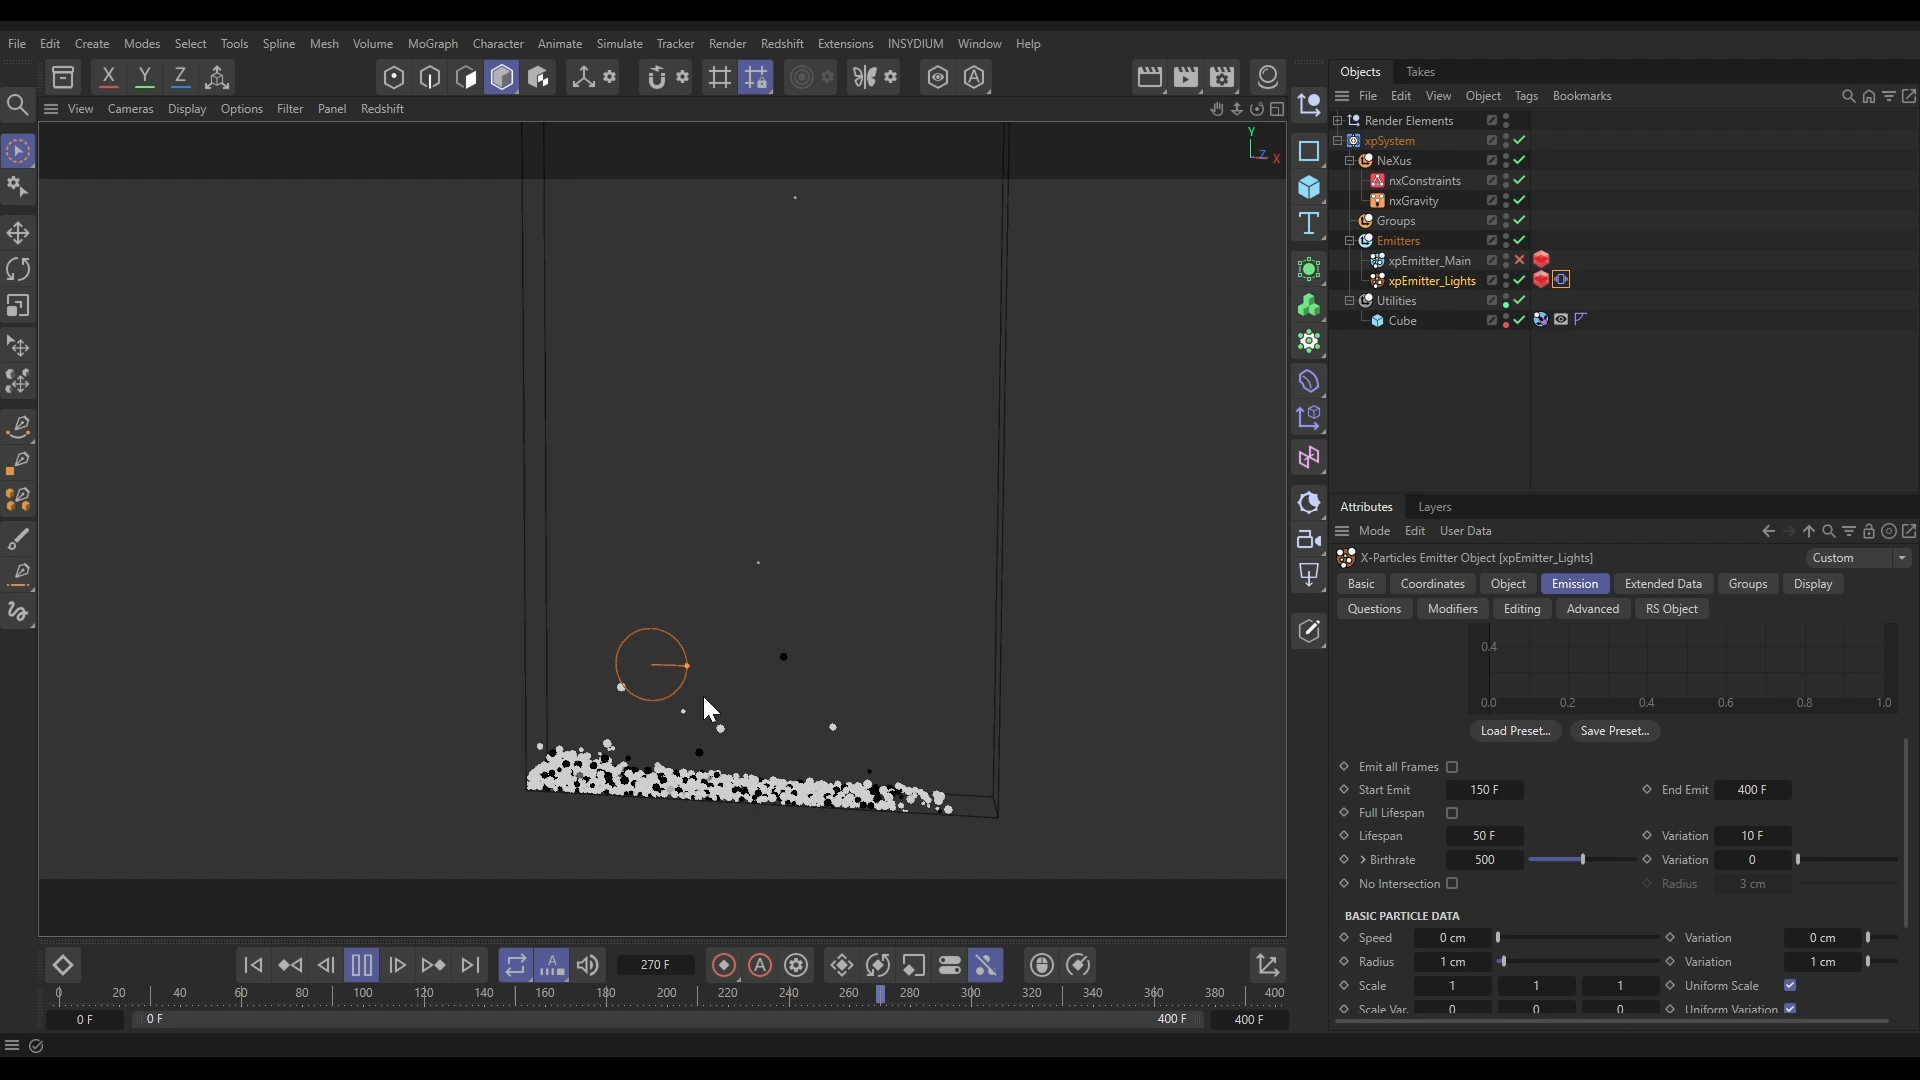 File Edit Create Modes Select Tools Spline Mesh Volume MoGraph Character Animate Simulate Tracker Render Redshift Extensions INSYDIUM Window Help
X Y Z
View Cameras Display Options Filter Panel Redshift
Y
Z X
A
T
Objects Takes
File Edit View Object Tags Bookmarks
Render Elements
xpSystem
NeXus
nxConstraints
nxGravity
Groups
Emitters
xpEmitter_Main
xpEmitter_Lights
Utilities
Cube
Attributes Layers
Mode Edit User Data
X-Particles Emitter Object [xpEmitter_Lights] Custom
Basic Coordinates Object Emission Extended Data Groups Display
Questions Modifiers Editing Advanced RS Object
0.4
0.0 0.2 0.4 0.6 0.8 1.0
Load Preset... Save Preset...
Emit all Frames
Start Emit 150 F End Emit 400 F
Full Lifespan
Lifespan 50 F Variation 10 F
Birthrate 500 Variation 0
No Intersection Radius 3 cm
BASIC PARTICLE DATA
Speed 0 cm Variation 0 cm
Radius 1 cm Variation 1 cm
Scale 1 1 1 Uniform Scale
Scale Var. 0 0 0 Uniform Variation
A 270 F A
0 20 40 60 80 100 120 140 160 180 200 220 240 260 280 300 320 340 360 380 400
0 F 0 F 400 F 400 F